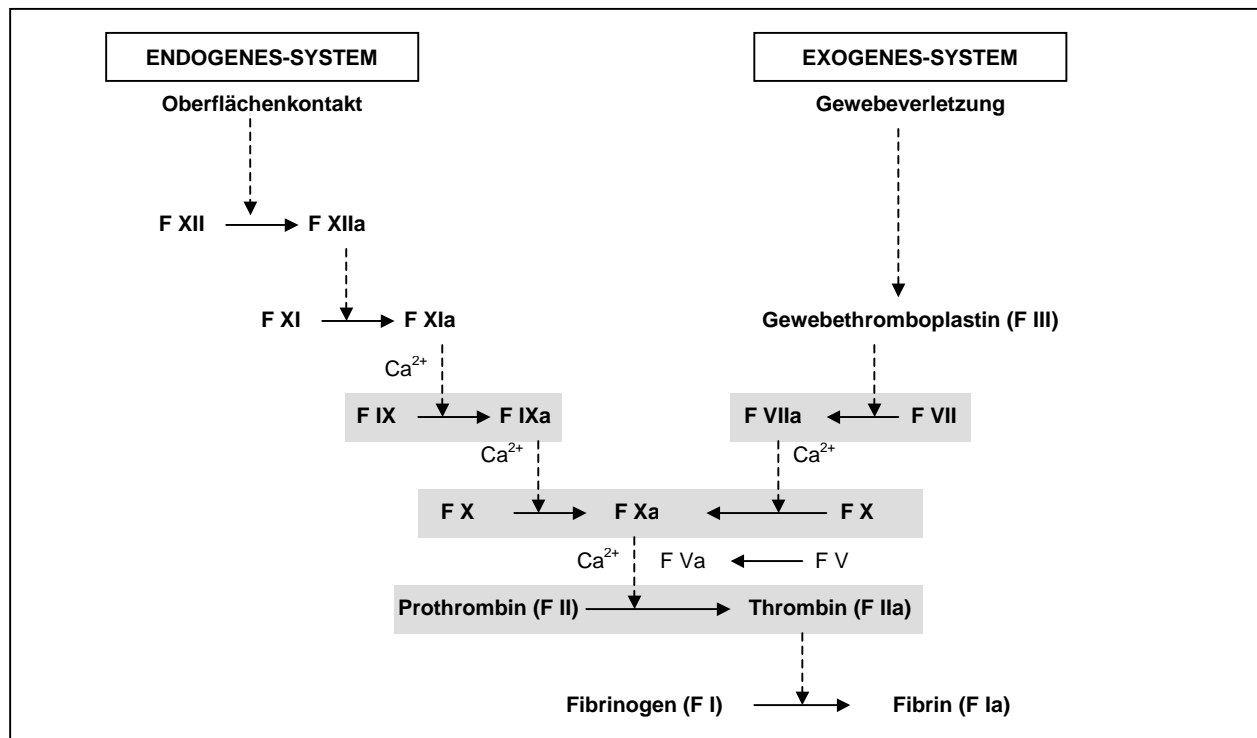 ENDOGENES-SYSTEM EXOGENES-SYSTEM
Oberflächenkontakt Gewebeverletzung
F XII F XIIa
F XI F XIa Gewebethromboplastin (F III)
Ca2+
F IX F IXa F VIIa F VII
Ca2+ Ca2+
F X F Xa F X
Ca2+ F Va F V
Prothrombin (F II) Thrombin (F IIa)
Fibrinogen (F I) Fibrin (F Ia)